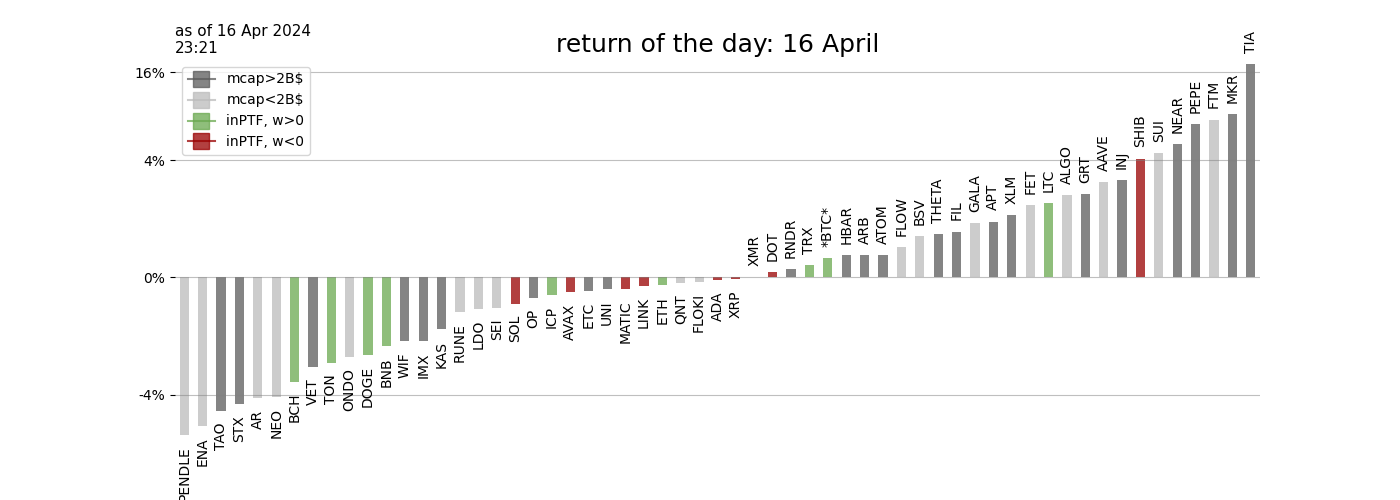 as of 16 Apr 2024
23:21
return of the day: 16 April
mcap>2B$
mcap<2B$
inPTF, w>0
inPTF, w<0
16%
4%
0%
-4%
PENDLE
ENA
TAO
STX
AR
NEO
BCH
VET
TON
ONDO
DOGE
BNB
WIF
IMX
KAS
RUNE
LDO
SEI
SOL
OP
ICP
AVAX
ETC
UNI
MATIC
LINK
ETH
QNT
FLOKI
ADA
XRP
XMR
DOT
RNDR
TRX
*BTC*
HBAR
ARB
ATOM
FLOW
BSV
THETA
FIL
GALA
APT
XLM
FET
LTC
ALGO
GRT
AAVE
INJ
SHIB
SUI
NEAR
PEPE
FTM
MKR
TIA